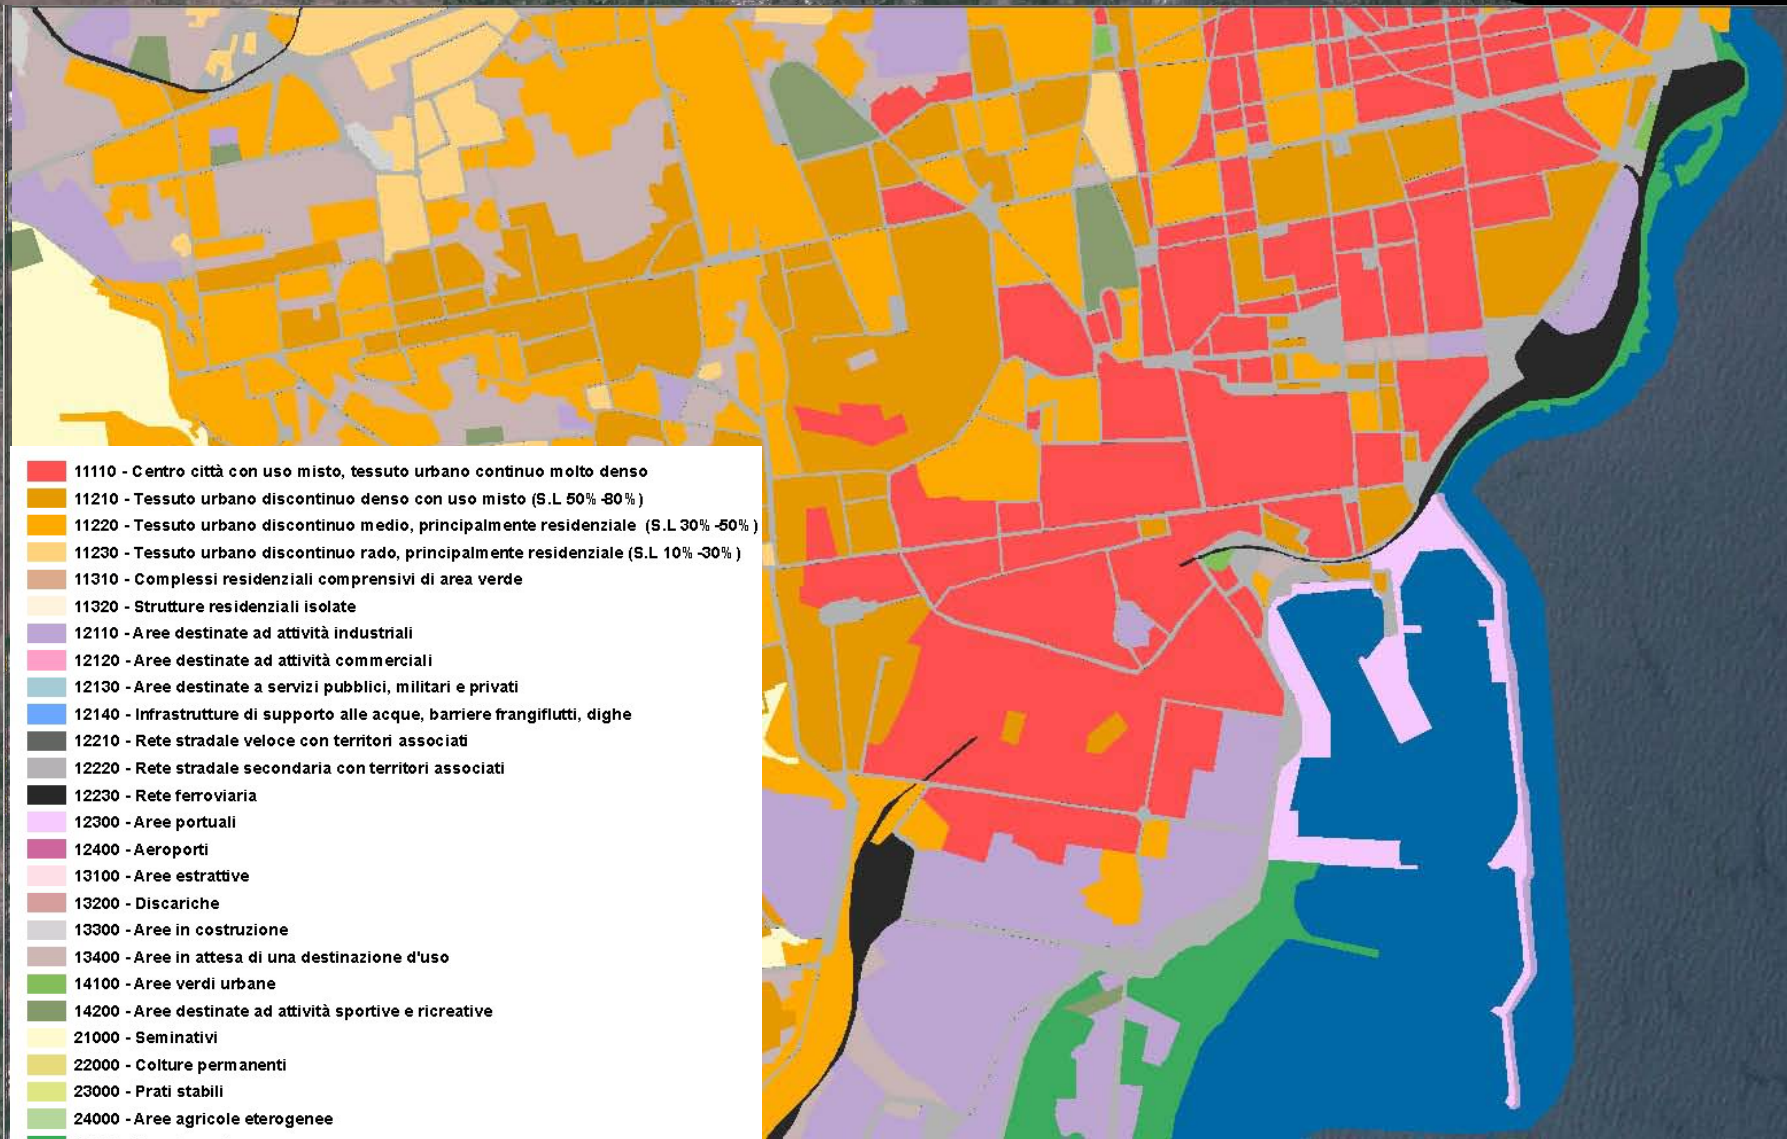 11110 - Centro città con uso misto, tessuto urbano continuo molto denso
11210 - Tessuto urbano discontinuo denso con uso misto (S.L 50% -80%)
11220 - Tessuto urbano discontinuo medio, principalmente residenziale (S.L 30% -50%)
11230 - Tessuto urbano discontinuo rado, principalmente residenziale (S.L 10% -30%)
11310 - Complessi residenziali comprensivi di area verde
11320 - Strutture residenziali isolate
12110 - Aree destinate ad attività industriali
12120 - Aree destinate ad attività commerciali
12130 - Aree destinate a servizi pubblici, militari e privati
12140 - Infrastrutture di supporto alle acque, barriere frangiflutti, dighe
12210 - Rete stradale veloce con territori associati
12220 - Rete stradale secondaria con territori associati
12230 - Rete ferroviaria
12300 - Aree portuali
12400 - Aeroporti
13100 - Aree estrattive
13200 - Discariche
13300 - Aree in costruzione
13400 - Aree in attesa di una destinazione d'uso
14100 - Aree verdi urbane
14200 - Aree destinate ad attività sportive e ricreative
21000 - Seminativi
22000 - Colture permanenti
23000 - Prati stabili
24000 - Aree agricole eterogenee